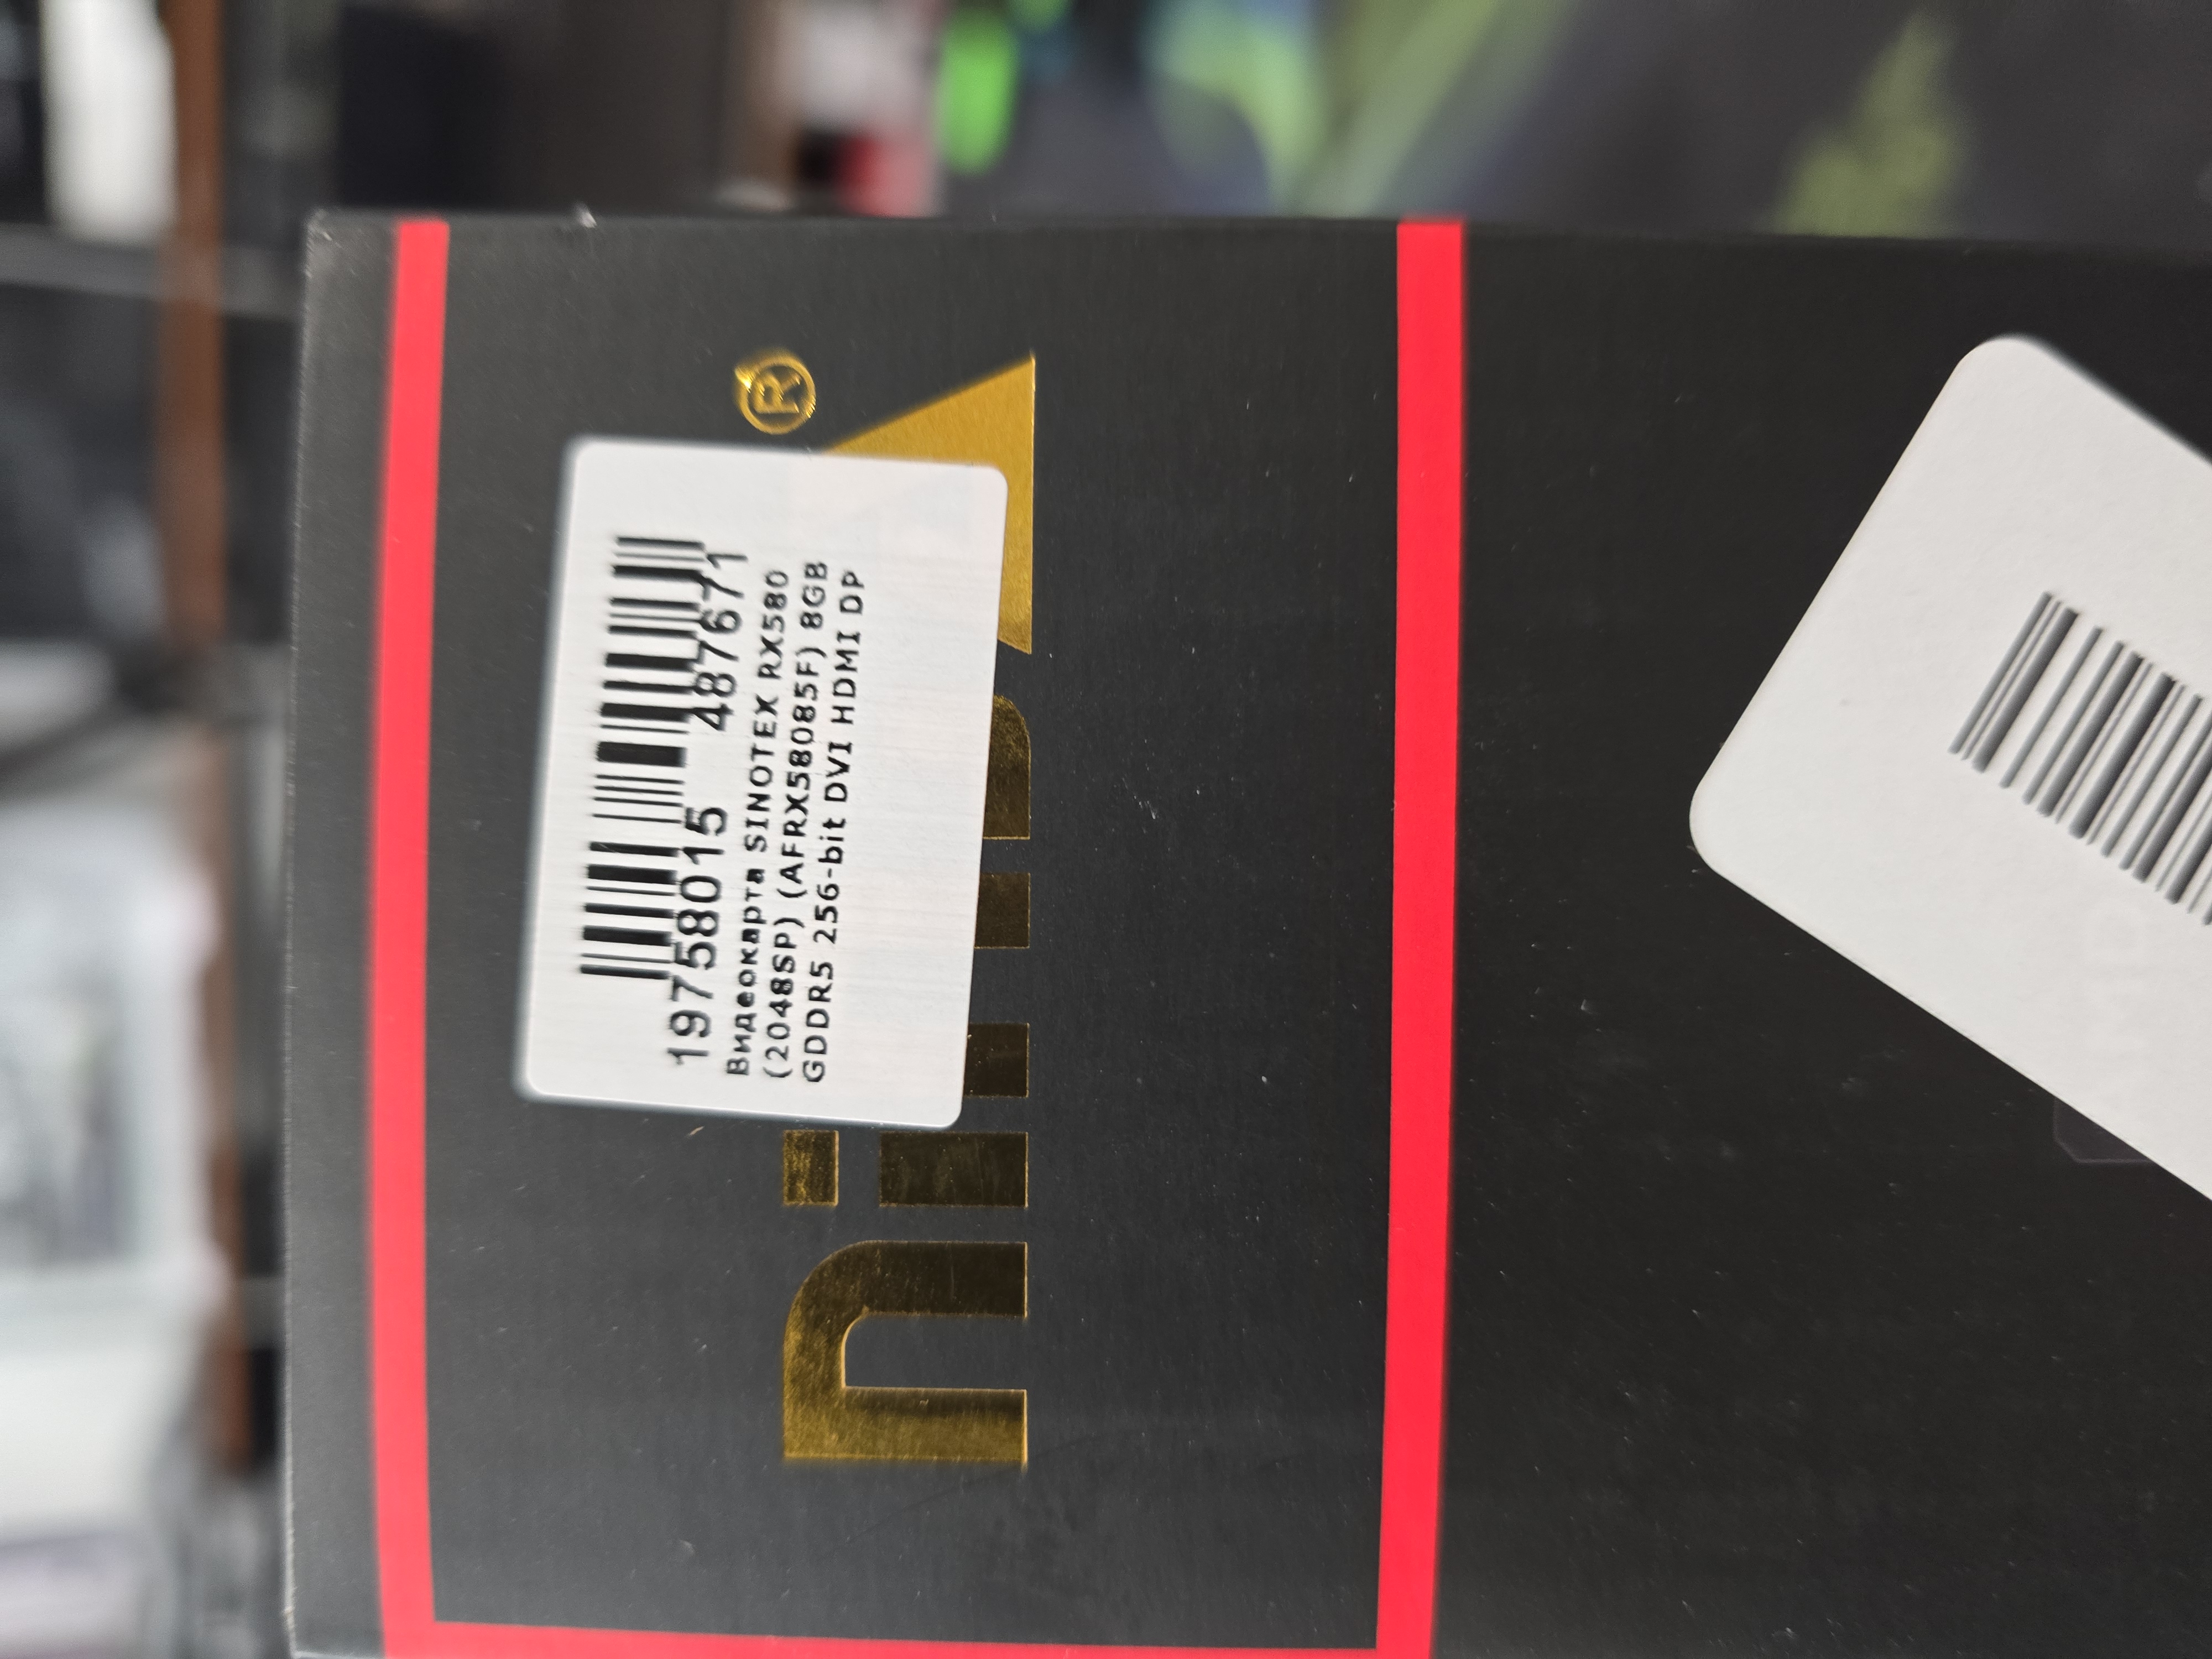 19758015 487671
Видеокарта SINOTEX RX580
(2048SP) (AFRX58085F) 8GB
GDDR5 256-bit DVI HDMI DP
®